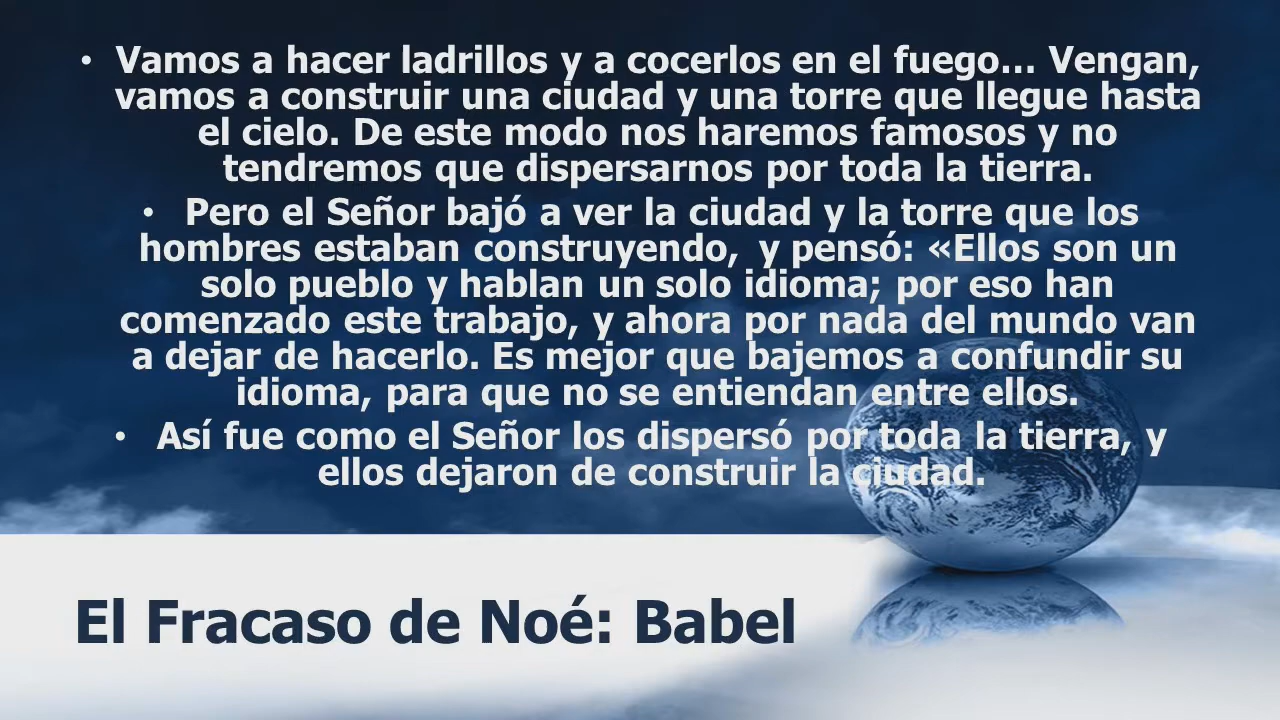 • Vamos a hacer ladrillos y a cocerlos en el fuego… Vengan,
vamos a construir una ciudad y una torre que llegue hasta
el cielo. De este modo nos haremos famosos y no
tendremos que dispersarnos por toda la tierra.
• Pero el Señor bajó a ver la ciudad y la torre que los
hombres estaban construyendo, y pensó: «Ellos son un
solo pueblo y hablan un solo idioma; por eso han
comenzado este trabajo, y ahora por nada del mundo van
a dejar de hacerlo. Es mejor que bajemos a confundir su
idioma, para que no se entiendan entre ellos.
• Así fue como el Señor los dispersó por toda la tierra, y
ellos dejaron de construir la ciudad.
El Fracaso de Noé: Babel